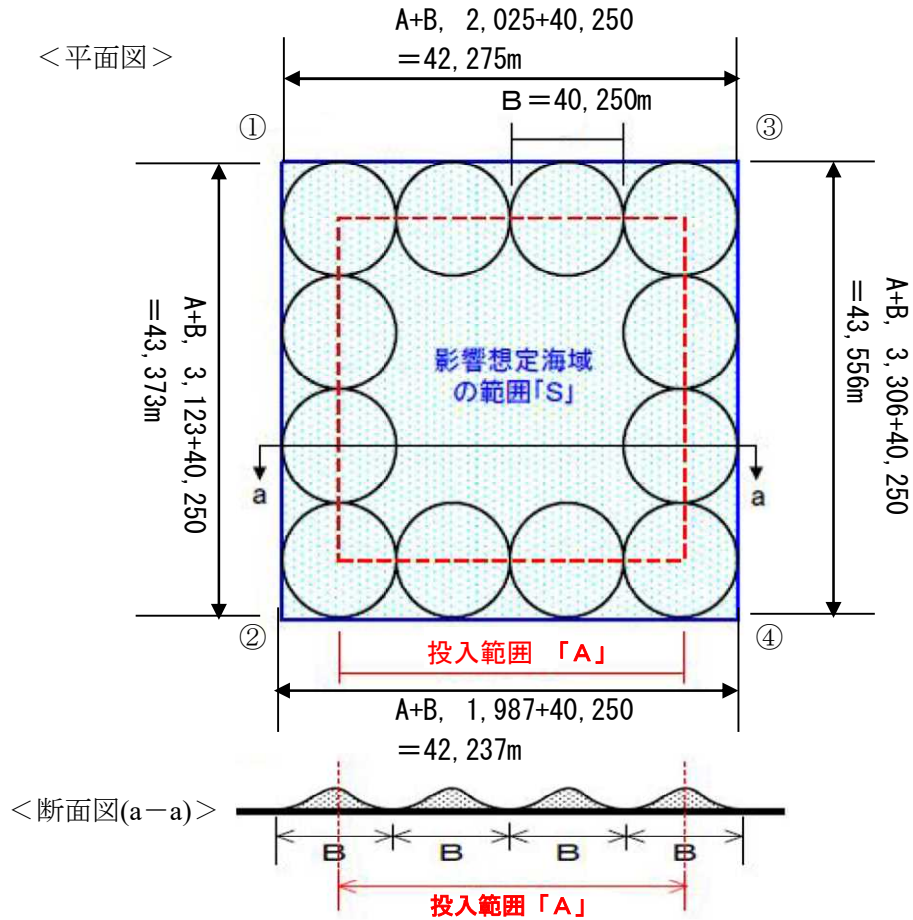 A+B, 2,025+40,250
＜平面図＞
＝42,275m
B＝40,250m
①
③
A+B, 3,123+40,250
＝43,373m
A+B, 3,306+40,250
＝43,556m
影響想定海域
の範囲「S」
a
a
②
④
投入範囲 「A」
A+B, 1,987+40,250
＝42,237m
＜断面図(a－a)＞
B
B
B
B
投入範囲「A」